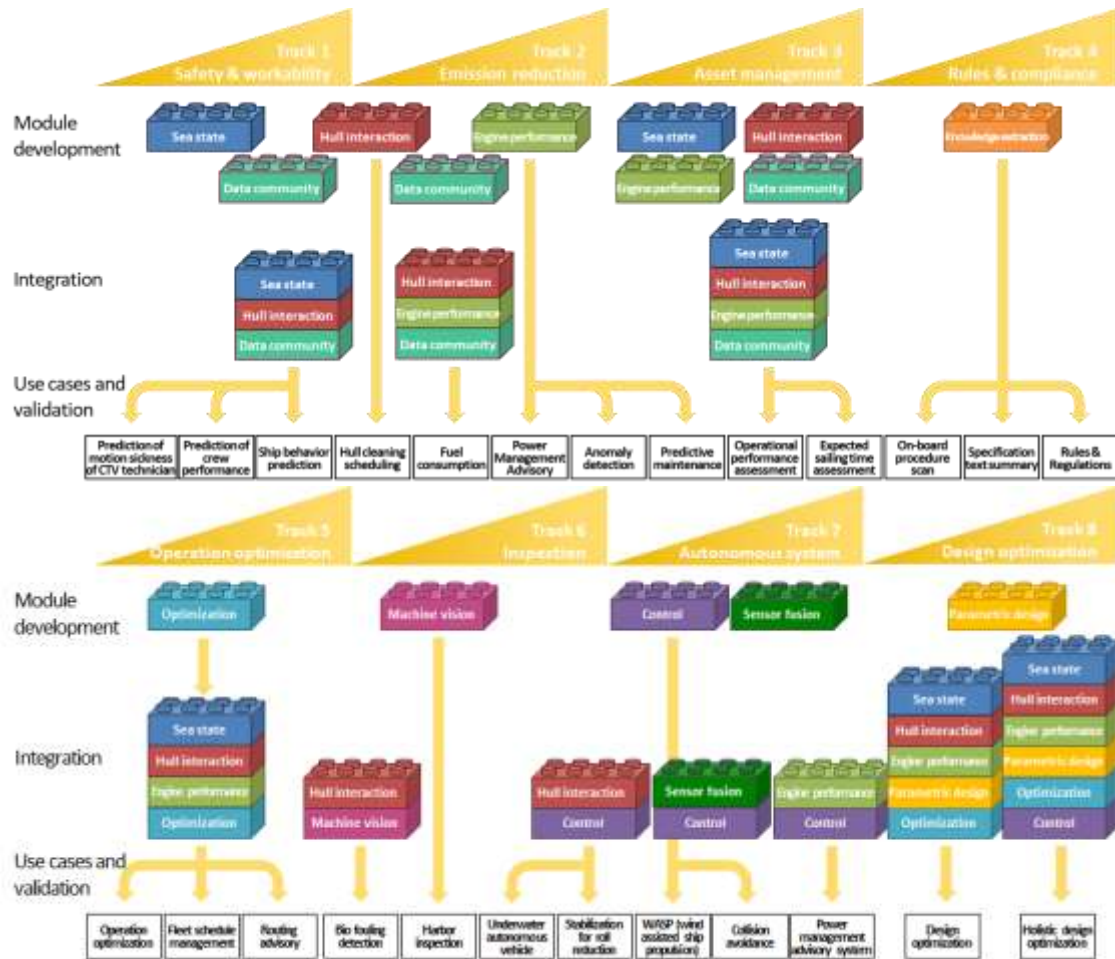 Track 1
Safety & workability
Track 2
Emission reduction
Track 3
Asset management
Track 4
Rules & compliance
Module
development
Sea state
Hull interaction
Engine performance
Sea state
Hull interaction
Knowledge extraction
Data community
Data community
Engine performance
Data community
Integration
Sea state
Hull interaction
Data community
Hull interaction
Engine performance
Data community
Sea state
Hull interaction
Engine performance
Data community
Use cases and
validation
Prediction of
motion sickness
of CTV technician
Prediction of
crew
performance
Ship behavior
prediction
Hull cleaning
scheduling
Fuel
consumption
Power
Management
Advisory
Anomaly
detection
Predictive
maintenance
Operational
performance
assessment
Expected
sailing time
assessment
On-board
procedure
scan
Specification
text summary
Rules &
Regulations
Track 5
Operation optimization
Track 6
Inspection
Track 7
Autonomous system
Track 8
Design optimization
Module
development
Optimization
Machine vision
Control
Sensor fusion
Parametric design
Integration
Sea state
Hull interaction
Engine performance
Optimization
Hull interaction
Machine vision
Hull interaction
Control
Sensor fusion
Control
Engine performance
Control
Sea state
Hull interaction
Engine performance
Parametric design
Optimization
Sea state
Hull interaction
Engine performance
Parametric design
Optimization
Control
Use cases and
validation
Operation
optimization
Fleet schedule
management
Routing
advisory
Bio fouling
detection
Harbor
inspection
Underwater
autonomous
vehicle
Stabilization
for roll
reduction
WASP (wind
assisted ship
propulsion)
Collision
avoidance
Power
management
advisory system
Design
optimization
Holistic design
optimization